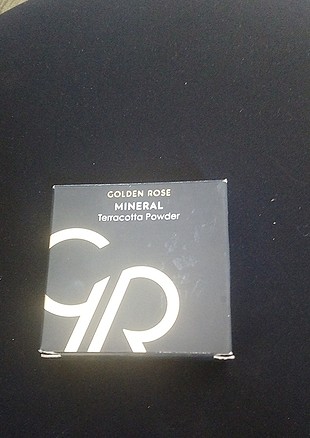 GOLDEN ROSE
MINERAL
Terracotta Powder
GR